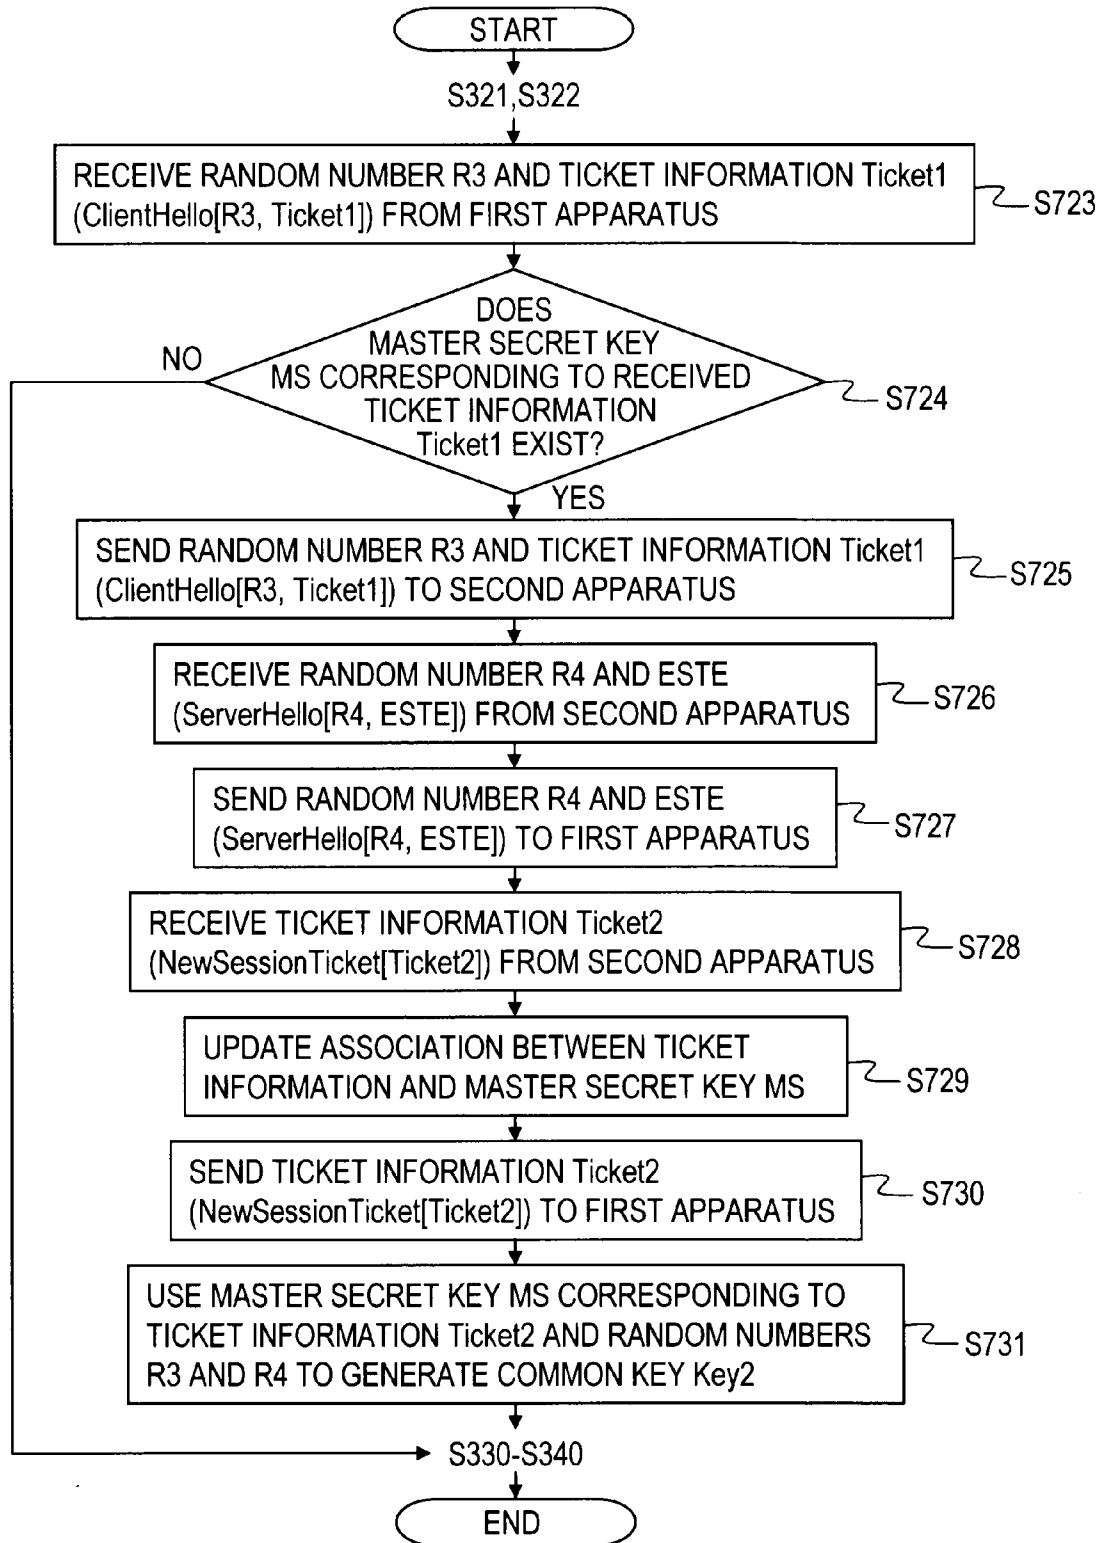 START
S321,S322
RECEIVE RANDOM NUMBER R3 AND TICKET INFORMATION Ticket1
(ClientHello[R3, Ticket1]) FROM FIRST APPARATUS
S723
DOES
MASTER SECRET KEY
MS CORRESPONDING TO RECEIVED
TICKET INFORMATION
Ticket1 EXIST?
NO
S724
YES
SEND RANDOM NUMBER R3 AND TICKET INFORMATION Ticket1
(ClientHello[R3, Ticket1]) TO SECOND APPARATUS
S725
RECEIVE RANDOM NUMBER R4 AND ESTE
(ServerHello[R4, ESTE]) FROM SECOND APPARATUS
S726
SEND RANDOM NUMBER R4 AND ESTE
(ServerHello[R4, ESTE]) TO FIRST APPARATUS
S727
RECEIVE TICKET INFORMATION Ticket2
(NewSessionTicket[Ticket2]) FROM SECOND APPARATUS
S728
UPDATE ASSOCIATION BETWEEN TICKET
INFORMATION AND MASTER SECRET KEY MS
S729
SEND TICKET INFORMATION Ticket2
(NewSessionTicket[Ticket2]) TO FIRST APPARATUS
S730
USE MASTER SECRET KEY MS CORRESPONDING TO
TICKET INFORMATION Ticket2 AND RANDOM NUMBERS
R3 AND R4 TO GENERATE COMMON KEY Key2
S731
S330-S340
END